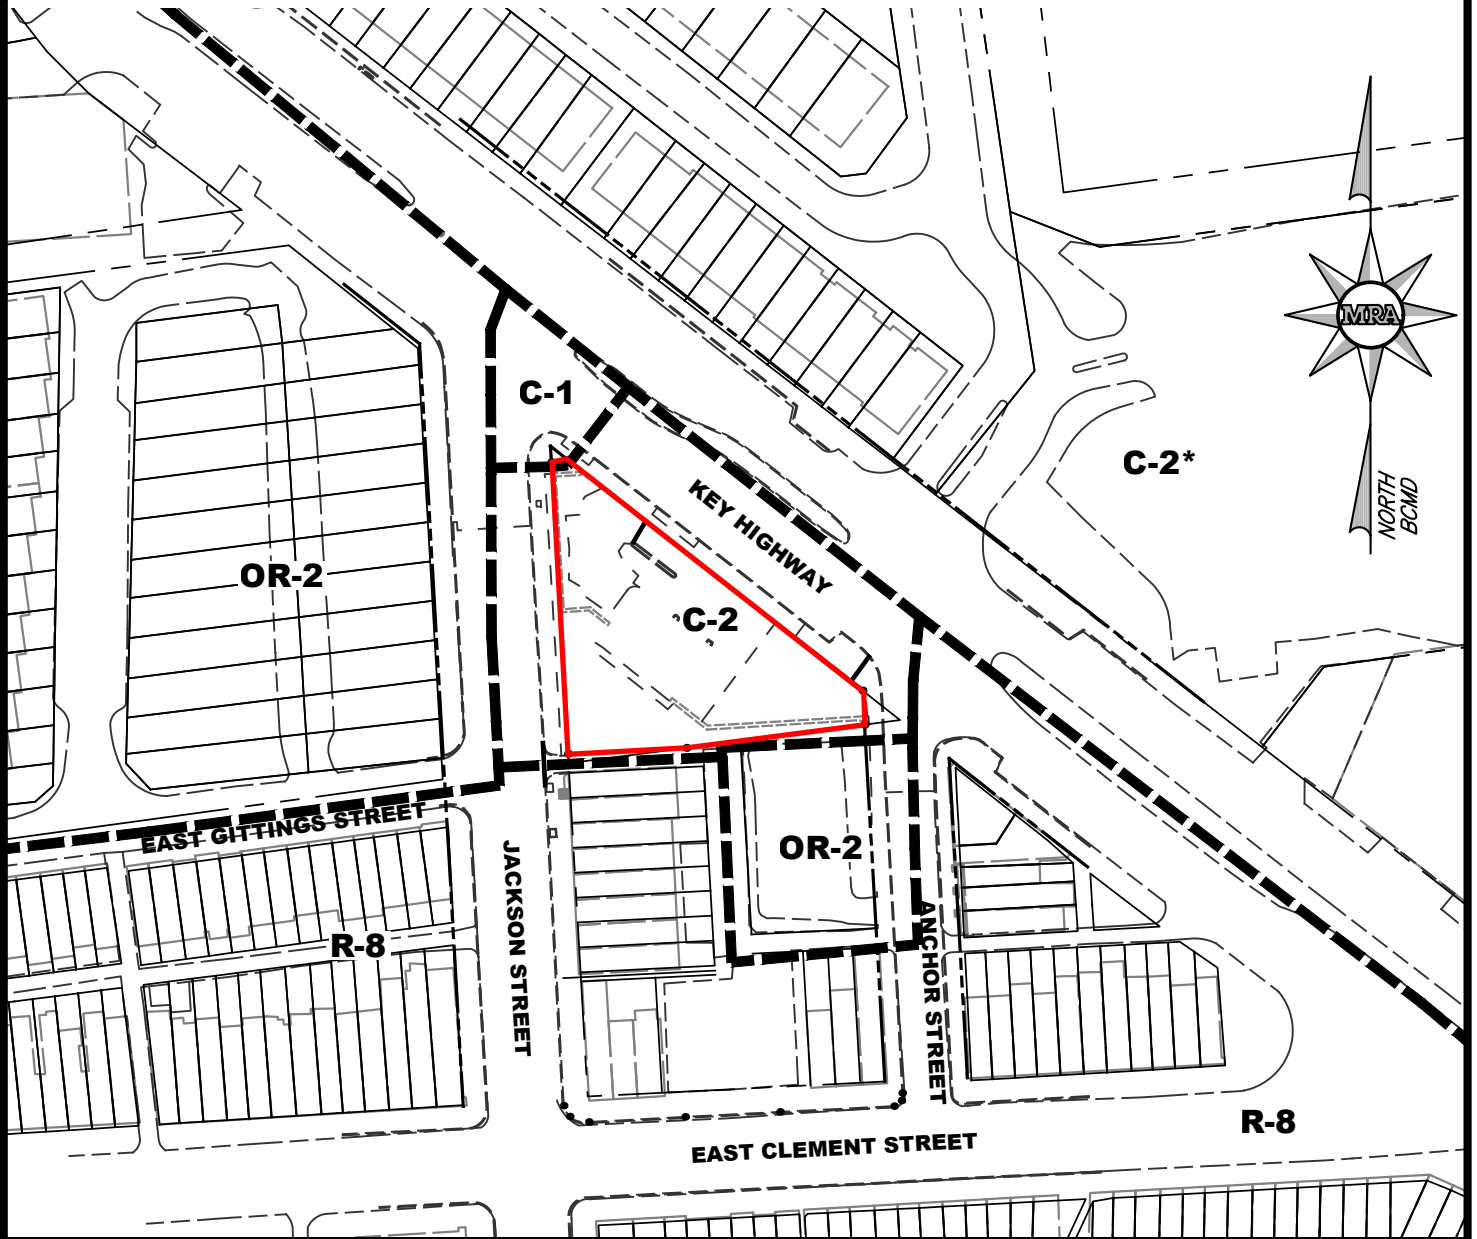 C-1
C-2*
MRA
NORTH
BCMD
KEY HIGHWAY
OR-2
C-2
EAST GITTINGS STREET
JACKSON STREET
OR-2
ANCHOR STREET
R-8
R-8
EAST CLEMENT STREET